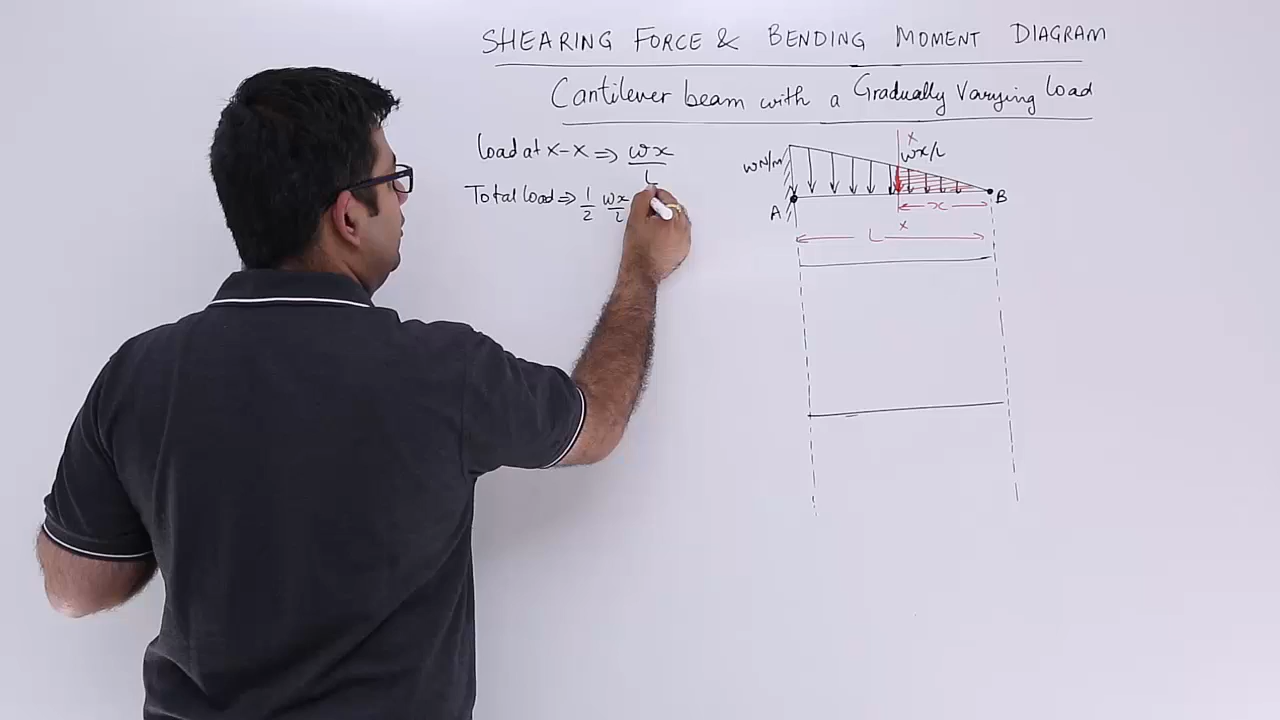 SHEARING FORCE & BENDING MOMENT DIAGRAM
Cantilever beam with a Gradually Varying load
load at X-X ⇒ wx/L
Total load ⇒ 1/2 wx/L
w N/m
X
wx/L
A
B
x
X
L